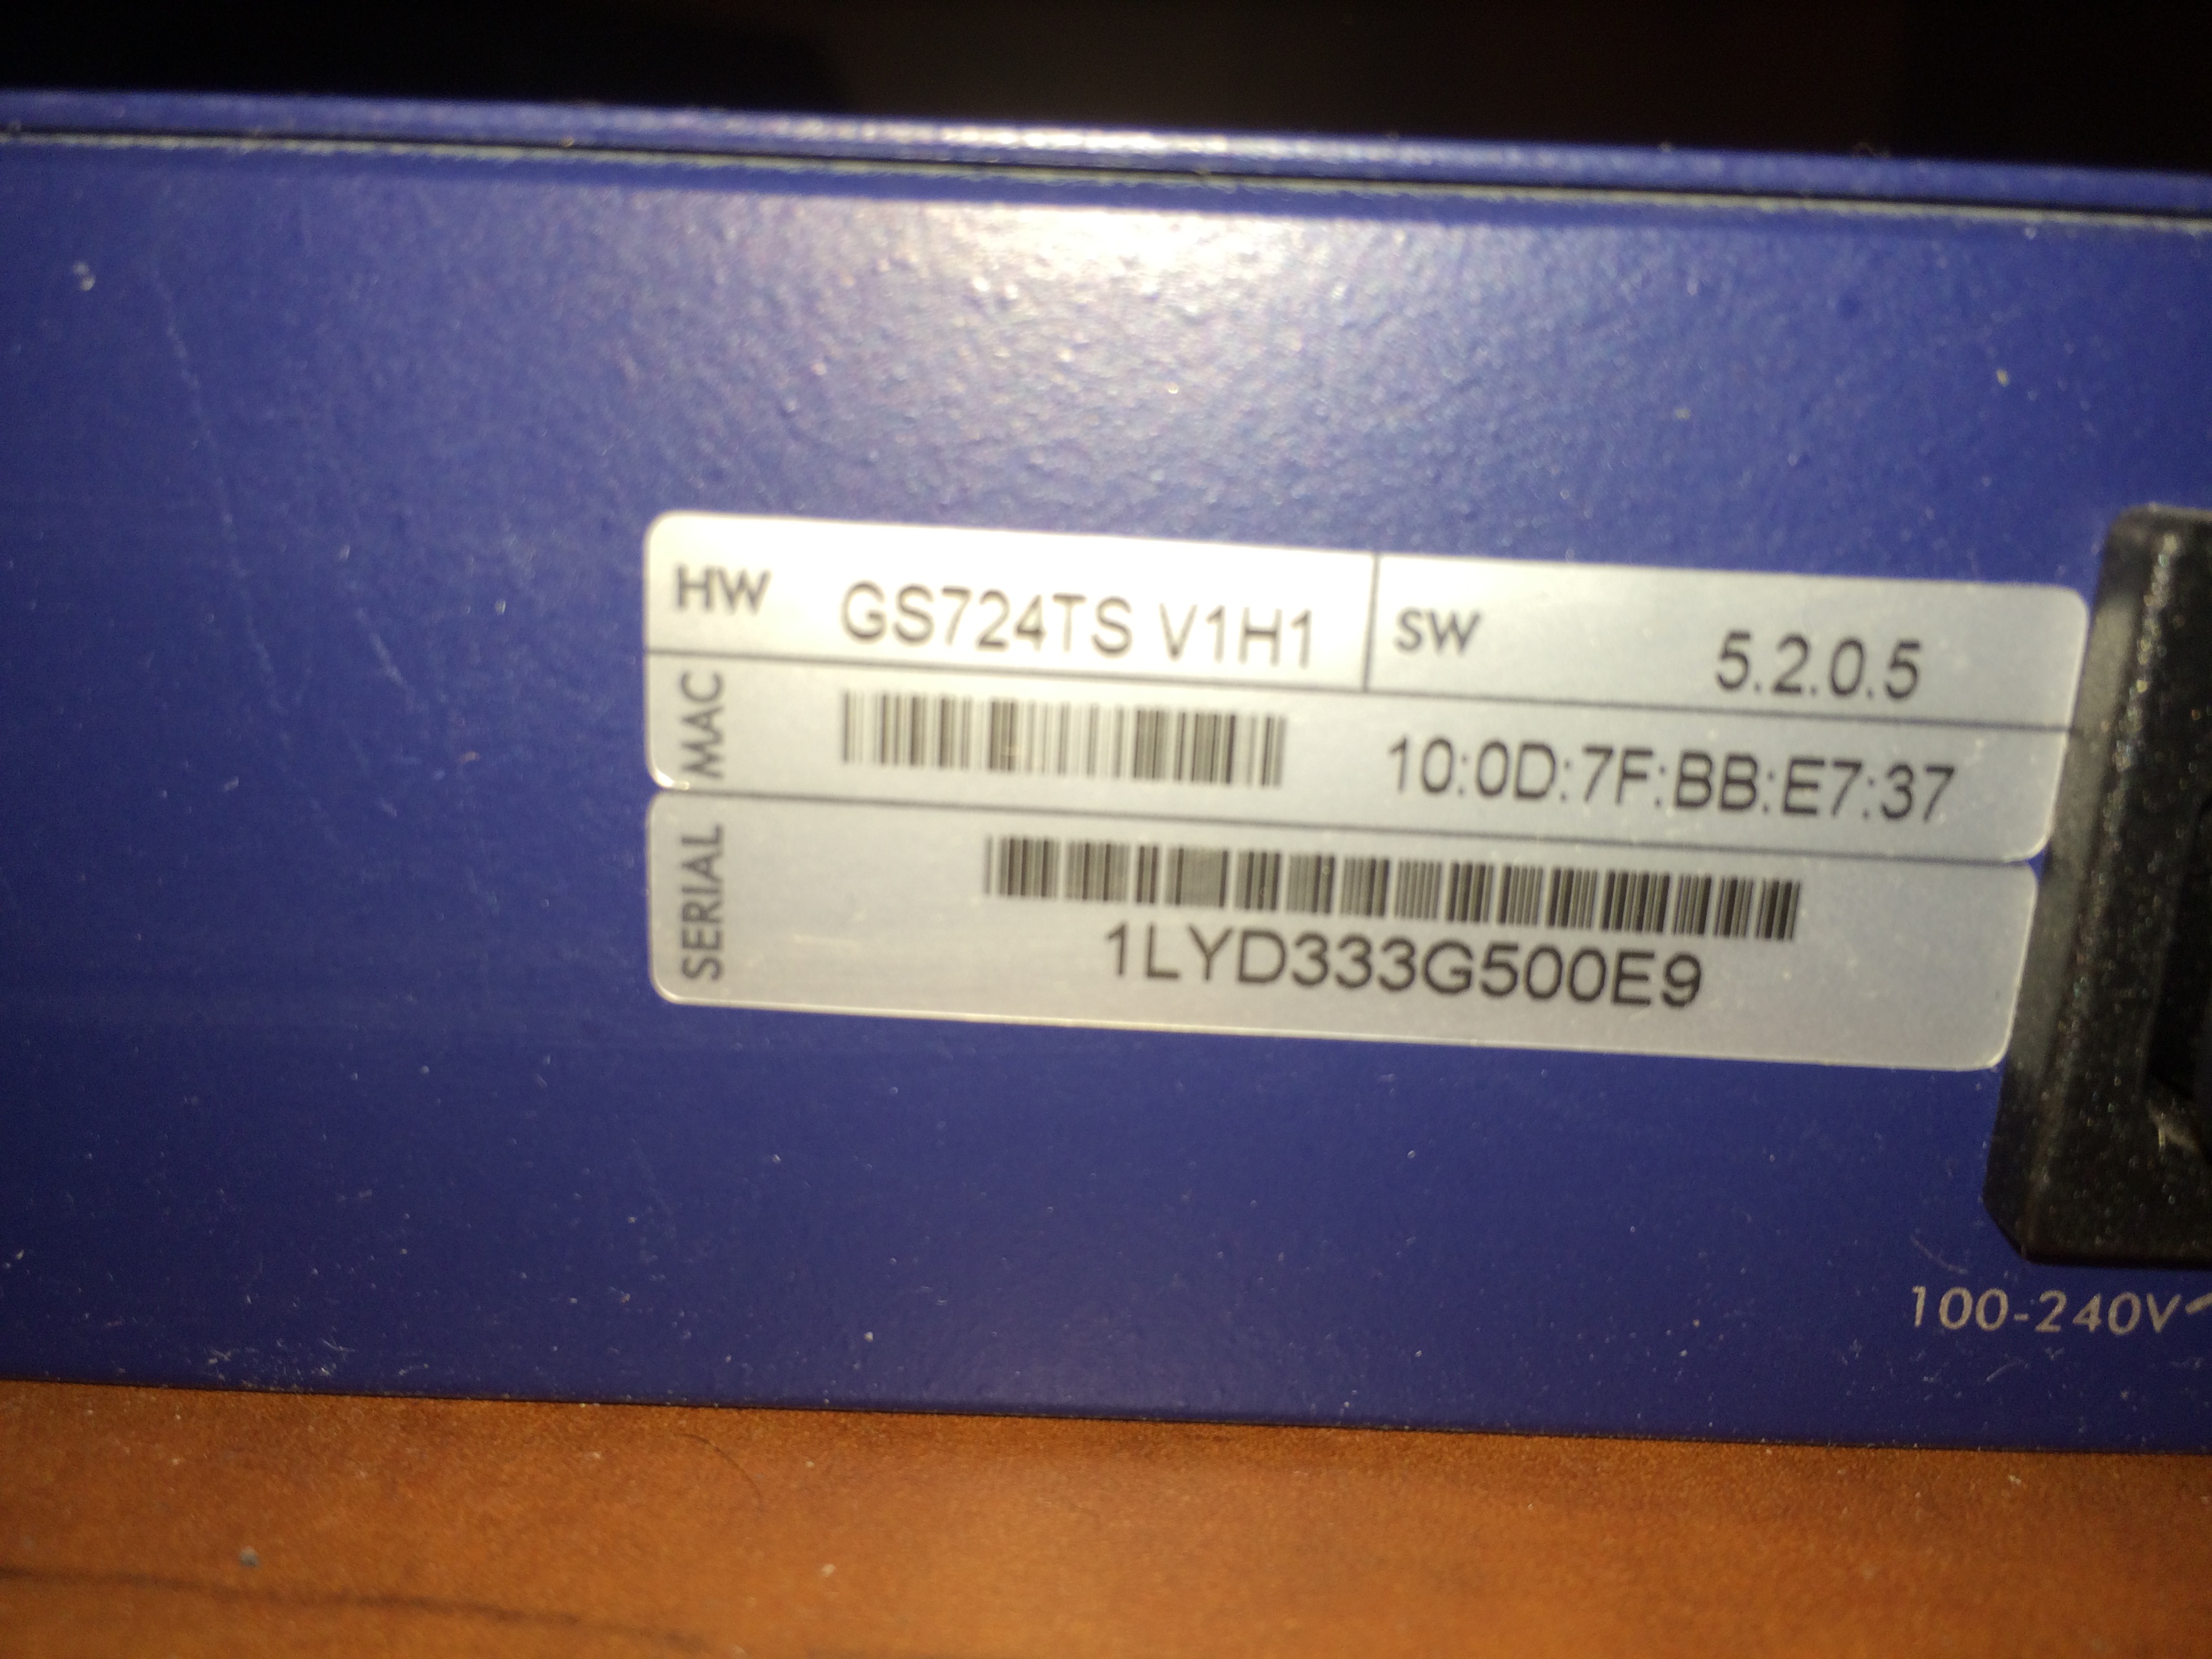 HW GS724TS V1H1 SW 5.2.0.5
MAC 10:0D:7F:BB:E7:37
SERIAL 1LYD333G500E9
100-240V~